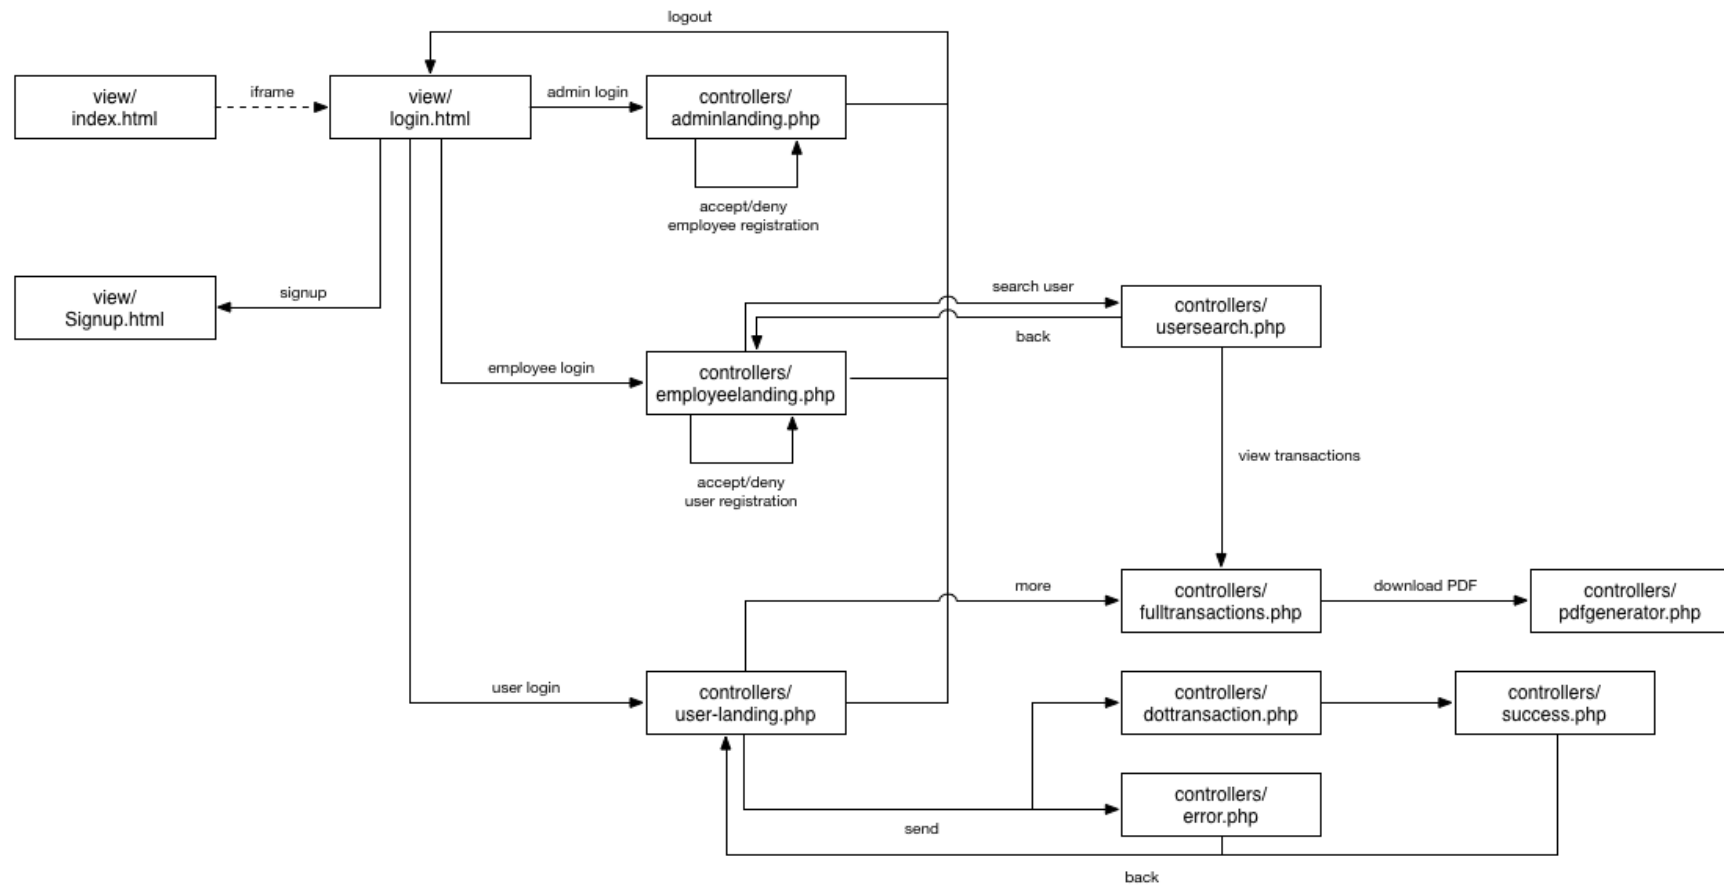 logout
view/
index.html
iframe
view/
login.html
admin login
controllers/
adminlanding.php
accept/deny
employee registration
view/
Signup.html
signup
search user
controllers/
usersearch.php
back
employee login
controllers/
employeelanding.php
accept/deny
user registration
view transactions
more
controllers/
fulltransactions.php
download PDF
controllers/
pdfgenerator.php
user login
controllers/
user-landing.php
controllers/
dottransaction.php
controllers/
success.php
controllers/
error.php
send
back